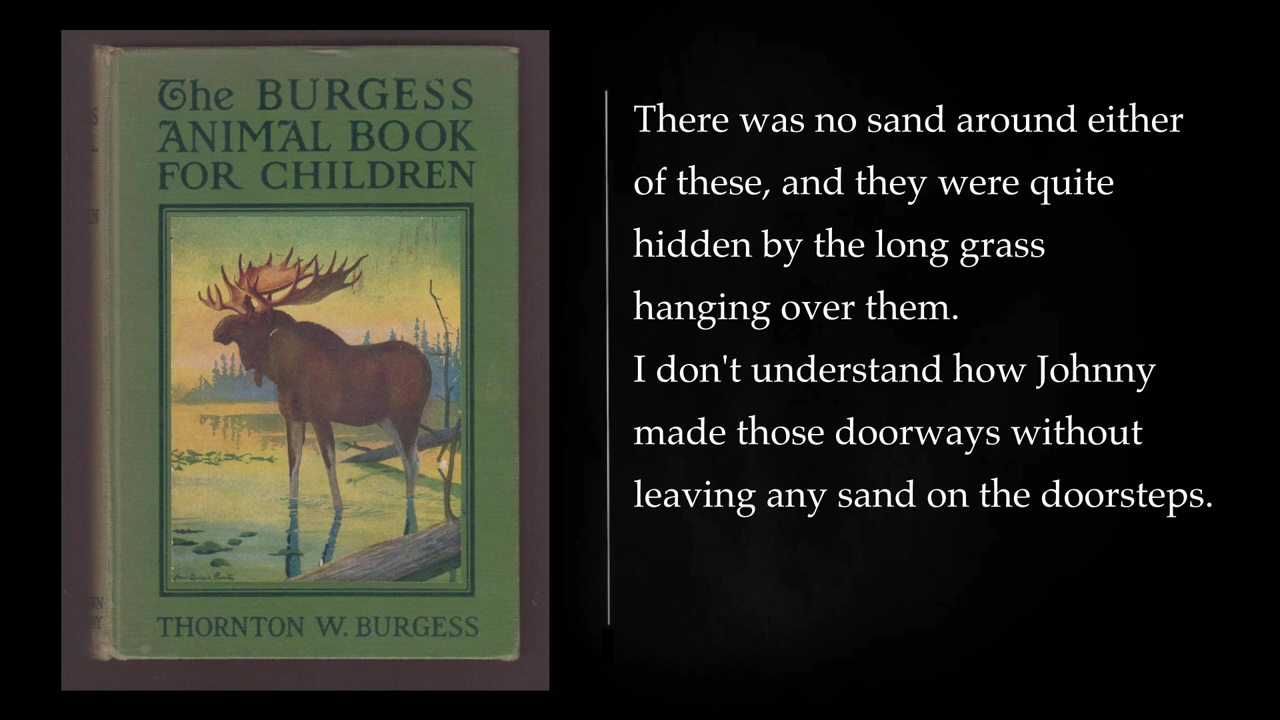 The BURGESS
ANIMAL BOOK
FOR CHILDREN
THORNTON W. BURGESS
There was no sand around either
of these, and they were quite
hidden by the long grass
hanging over them.
I don't understand how Johnny
made those doorways without
leaving any sand on the doorsteps.